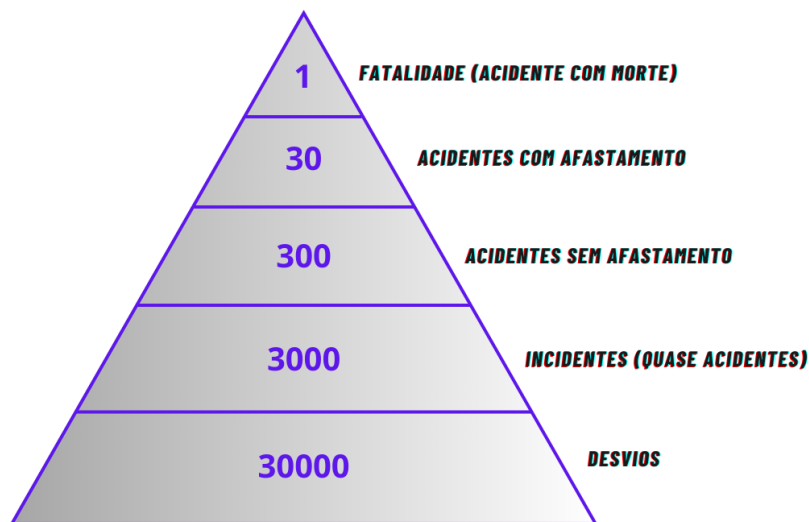 1 FATALIDADE (ACIDENTE COM MORTE)
30 ACIDENTES COM AFASTAMENTO
300 ACIDENTES SEM AFASTAMENTO
3000 INCIDENTES (QUASE ACIDENTES)
30000 DESVIOS